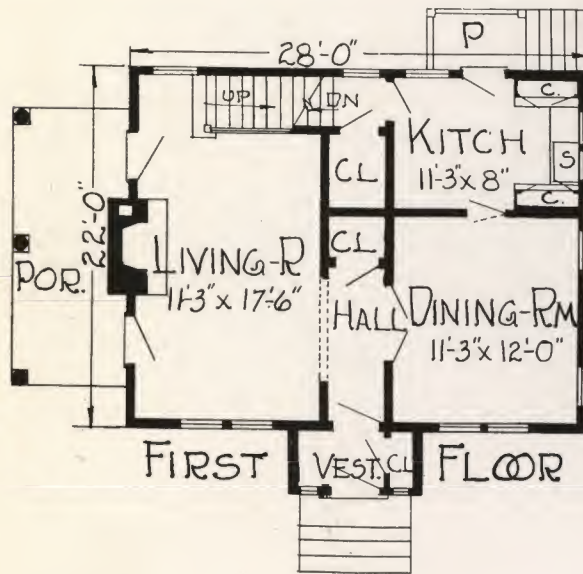 P
28'-0"
UP
DN
C.
KITCH
11'-3" x 8"
S
C.
CL
CL
22'-0"
POR.
LIVING-R
11'-3" x 17'-6"
HALL
DINING-RM
11'-3" x 12'-0"
FIRST
VEST.
CL
FLOOR